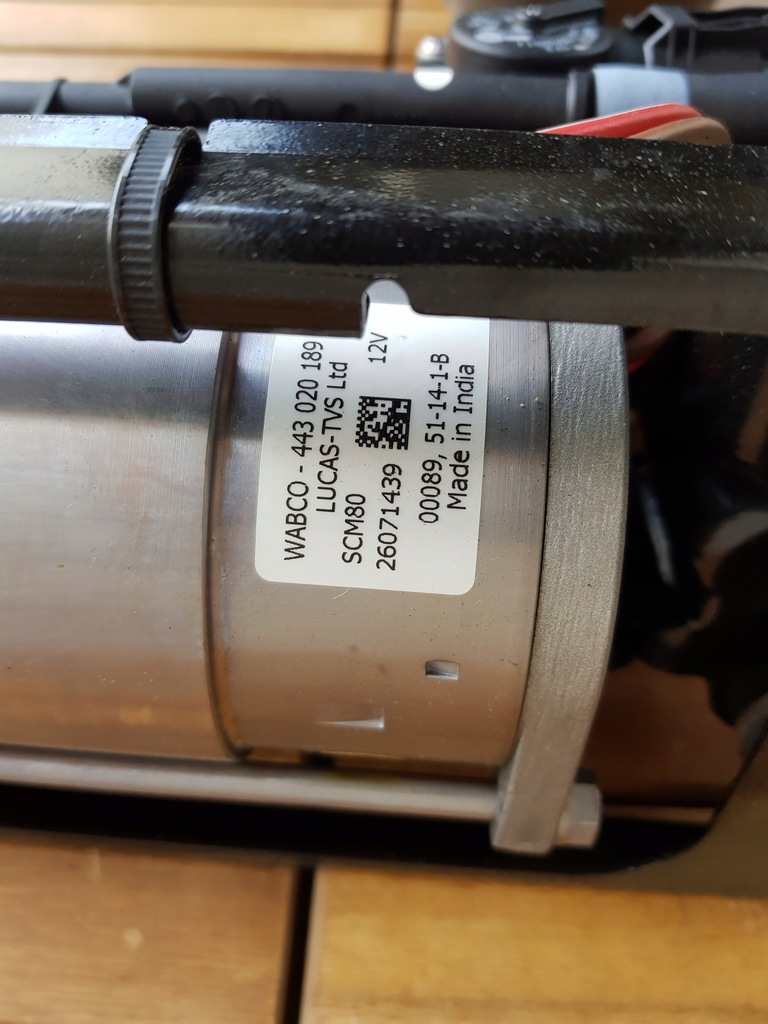 WABCO - 443 020 189
LUCAS-TVS Ltd
SCM80 12V
26071439
00089, 51-14-1-B
Made in India